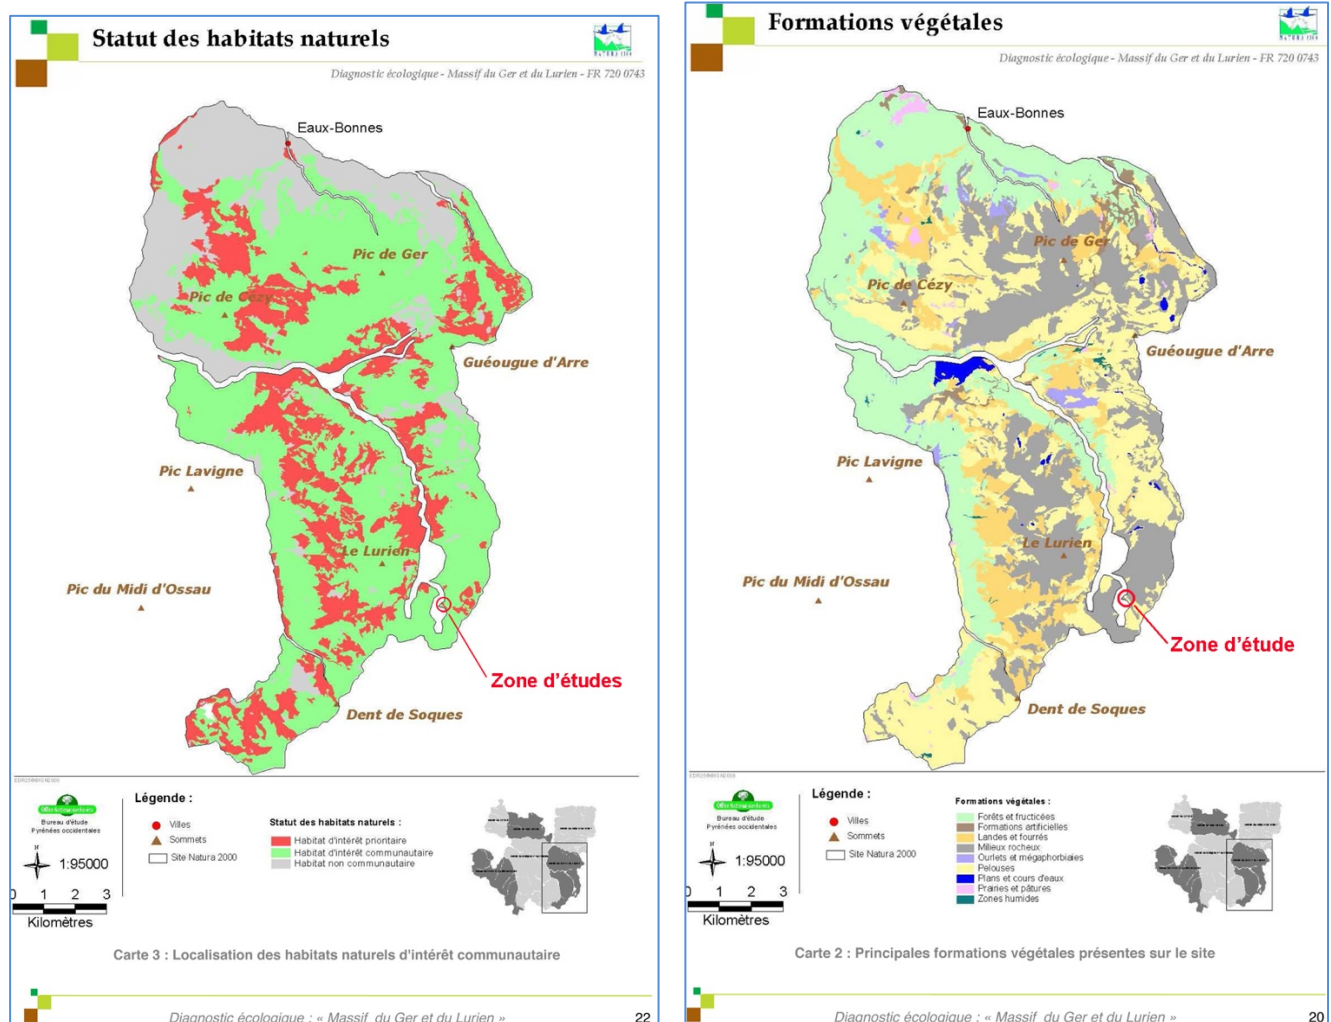 Statut des habitats naturels
Diagnostic écologique - Massif du Ger et du Lurien - FR 720 0743
Eaux-Bonnes
Pic de Ger
Pic de Cézy
Guéougue d'Arre
Pic Lavigne
Le Lurien
Pic du Midi d'Ossau
Zone d'études
Dent de Soques
Bureau d'étude
Pyrénées occidentales
N
1:95000
0 1 2 3
Kilomètres
Légende :
Villes
Sommets
Site Natura 2000
Statut des habitats naturels :
Habitat d'intérêt prioritaire
Habitat d'intérêt communautaire
Habitat non communautaire
Carte 3 : Localisation des habitats naturels d'intérêt communautaire
Diagnostic écologique : « Massif du Ger et du Lurien »
22
Formations végétales
Diagnostic écologique - Massif du Ger et du Lurien - FR 720 0743
Eaux-Bonnes
Pic de Ger
Pic de Cézy
Guéougue d'Arre
Pic Lavigne
Le Lurien
Pic du Midi d'Ossau
Zone d'étude
Dent de Soques
Bureau d'étude
Pyrénées occidentales
N
1:95000
0 1 2 3
Kilomètres
Légende :
Villes
Sommets
Site Natura 2000
Formations végétales :
Forêts et fruticées
Formations artificielles
Landes et fourrés
Milieux rocheux
Ourlets et mégaphorbiaies
Pelouses
Plans et cours d'eaux
Prairies et pâtures
Zones humides
Carte 2 : Principales formations végétales présentes sur le site
Diagnostic écologique : « Massif du Ger et du Lurien »
20